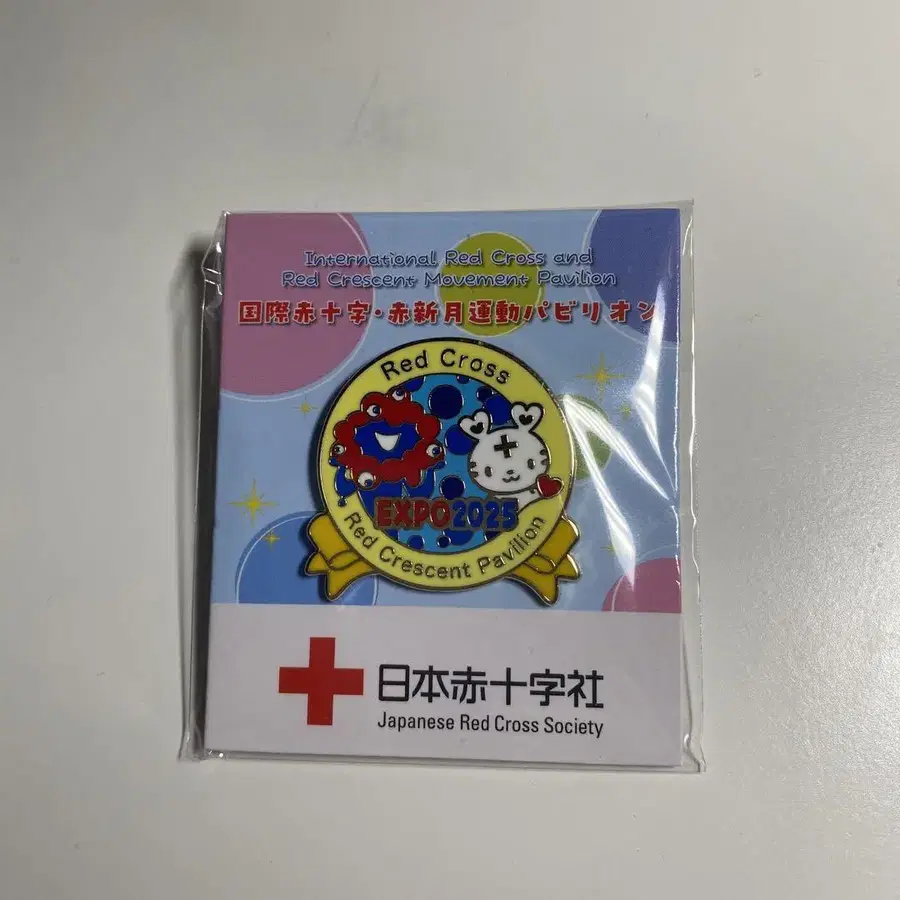 International Red Cross and
Red Crescent Movement Pavilion
国際赤十字・赤新月運動パビリオン
Red Cross
EXPO2025
Red Crescent Pavilion
日本赤十字社
Japanese Red Cross Society